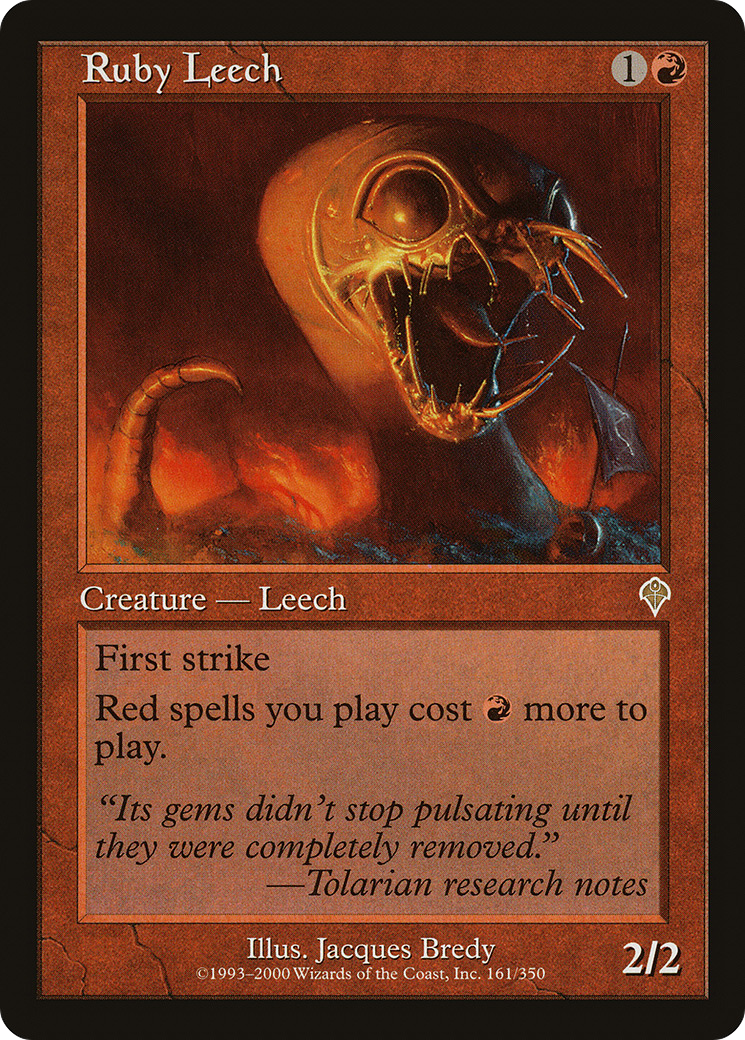 Ruby Leech 1
Creature — Leech
First strike
Red spells you play cost more to
play.
“Its gems didn’t stop pulsating until
they were completely removed.”
—Tolarian research notes
Illus. Jacques Bredy
©1993–2000 Wizards of the Coast, Inc. 161/350
2/2